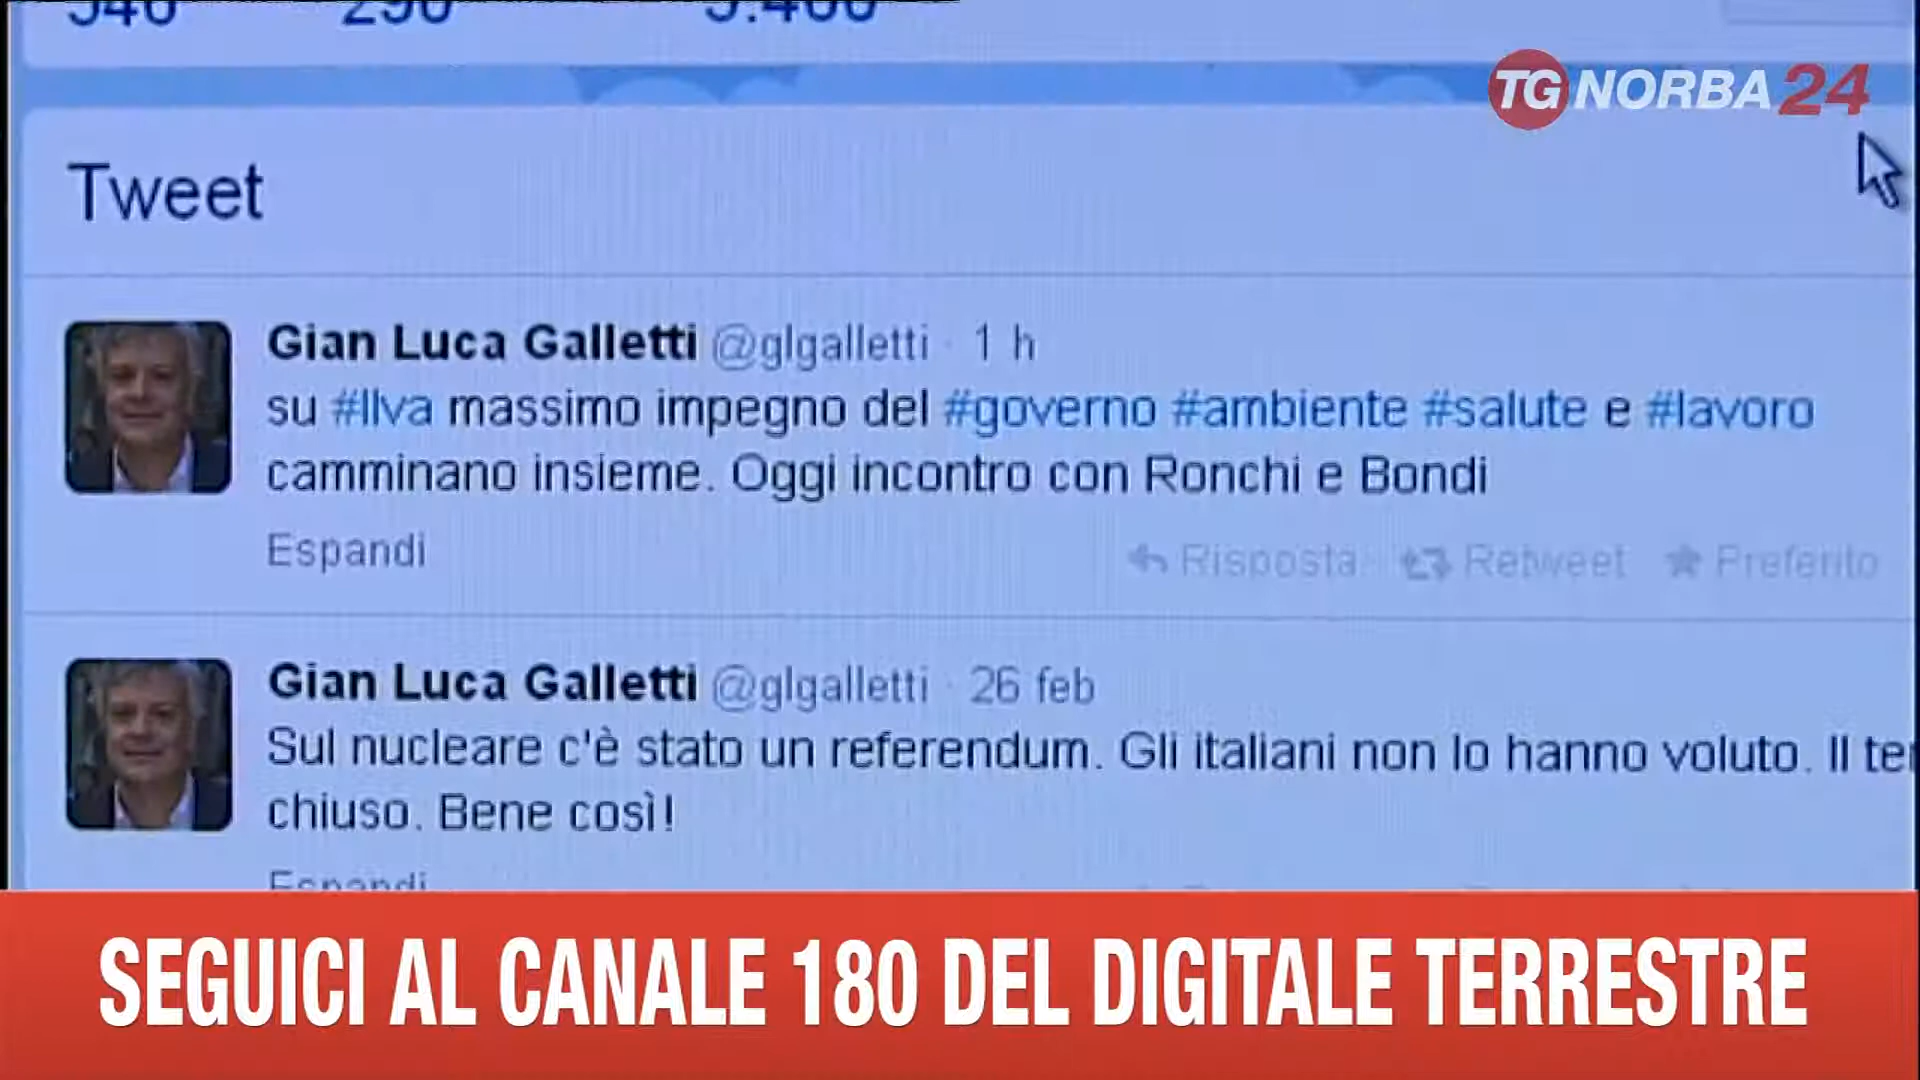 TG NORBA 24
Tweet
Gian Luca Galletti @glgalletti · 1 h
su #Ilva massimo impegno del #governo #ambiente #salute e #lavoro
camminano insieme. Oggi incontro con Ronchi e Bondi
Espandi
Risposta Retweet Preferito
Gian Luca Galletti @glgalletti · 26 feb
Sul nucleare c'è stato un referendum. Gli italiani non lo hanno voluto. Il
chiuso. Bene così!
Espandi
SEGUICI AL CANALE 180 DEL DIGITALE TERRESTRE